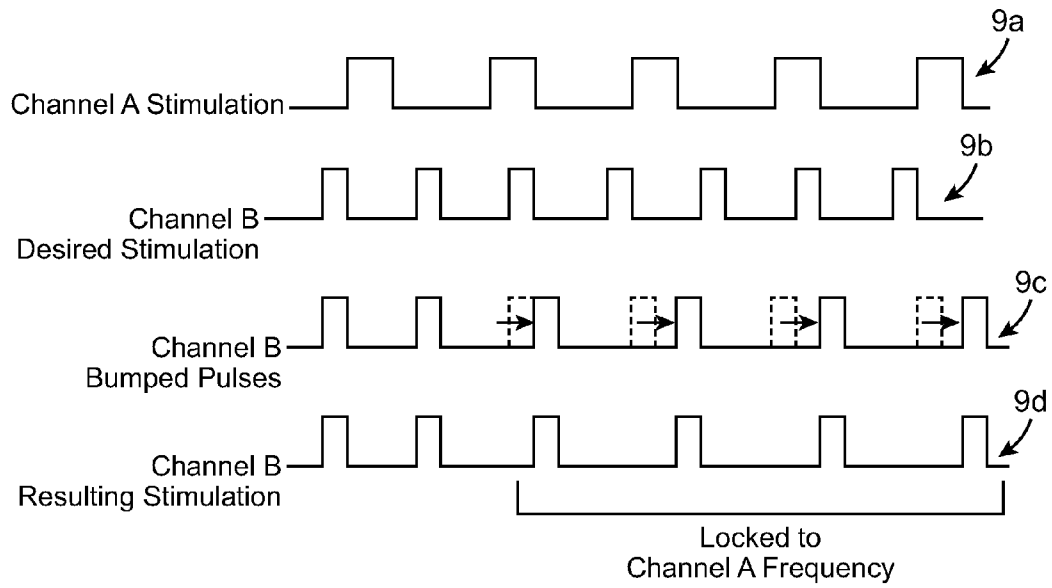 9a
Channel A Stimulation
9b
Channel B
Desired Stimulation
9c
Channel B
Bumped Pulses
9d
Channel B
Resulting Stimulation
Locked to
Channel A Frequency